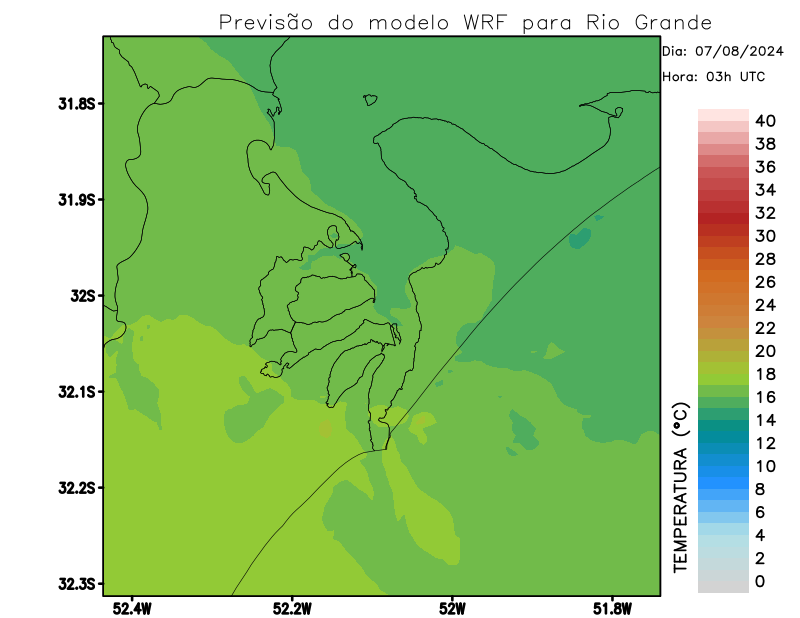 Previsão do modelo WRF para Rio Grande
Dia: 07/08/2024
Hora: 03h UTC
31.8S
31.9S
32S
32.1S
32.2S
32.3S
52.4W
52.2W
52W
51.8W
40
38
36
34
32
30
28
26
24
22
20
18
16
14
12
10
8
6
4
2
0
TEMPERATURA (°C)